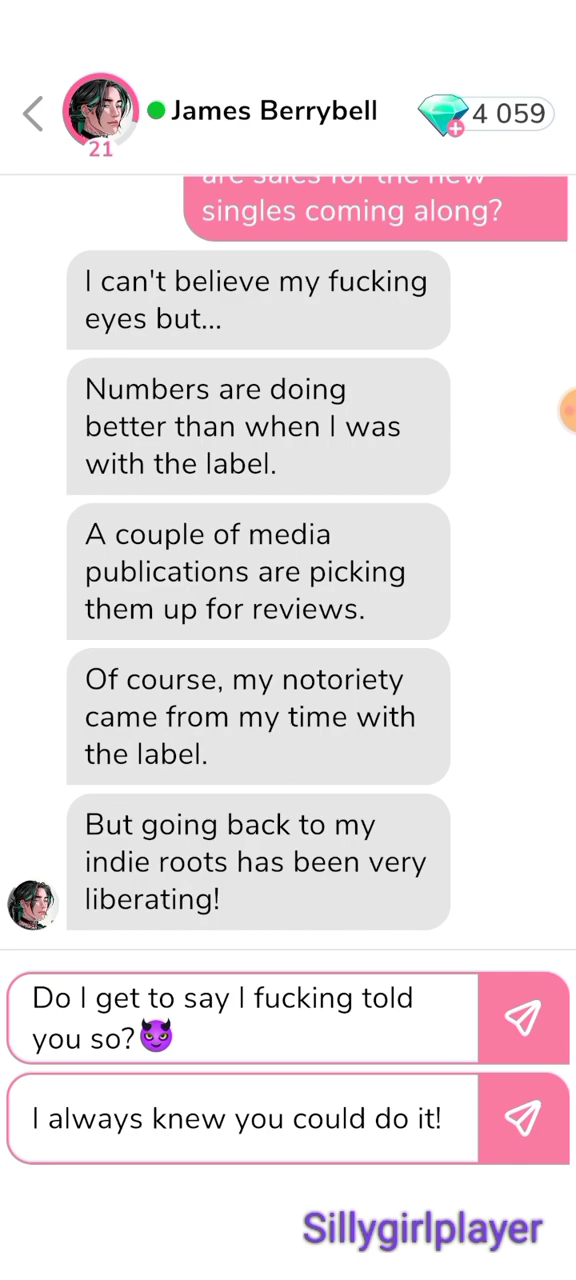 James Berrybell
4 059
21
are sales for the new
singles coming along?
I can't believe my fucking
eyes but...
Numbers are doing
better than when I was
with the label.
A couple of media
publications are picking
them up for reviews.
Of course, my notoriety
came from my time with
the label.
But going back to my
indie roots has been very
liberating!
Do I get to say I fucking told
you so?😈
I always knew you could do it!
Sillygirlplayer